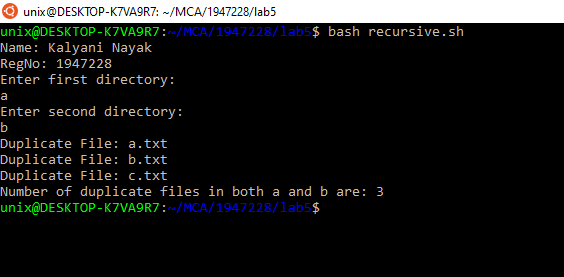 unix@DESKTOP-K7VA9R7: ~/MCA/1947228/lab5
unix@DESKTOP-K7VA9R7:~/MCA/1947228/lab5$ bash recursive.sh
Name: Kalyani Nayak
RegNo: 1947228
Enter first directory:
a
Enter second directory:
b
Duplicate File: a.txt
Duplicate File: b.txt
Duplicate File: c.txt
Number of duplicate files in both a and b are: 3
unix@DESKTOP-K7VA9R7:~/MCA/1947228/lab5$